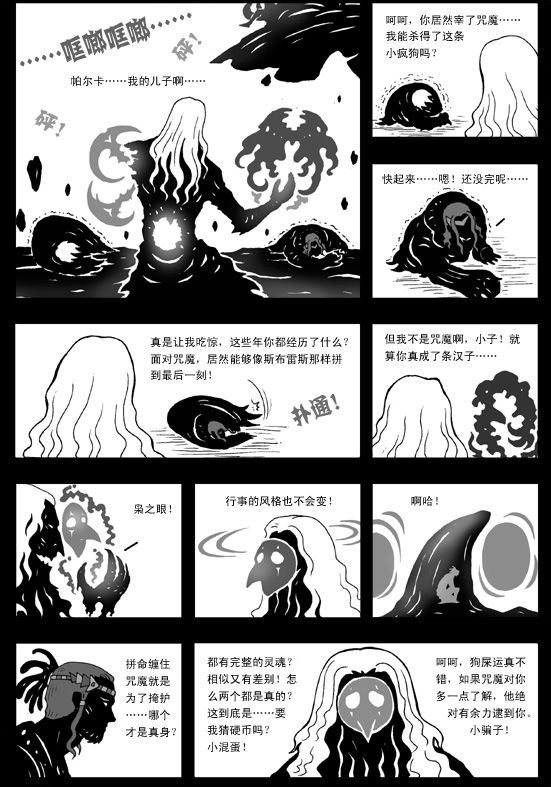 ……哐啷哐啷
……砰！
帕尔卡……我的儿子啊……
砰！
呵呵，你居然宰了咒魔……
我能杀得了这条
小疯狗吗？
快起来……嗯！还没完呢……
真是让我吃惊，这些年你都经历了什么？
面对咒魔，居然能够像斯布雷斯那样拼
到最后一刻！
扑通！
但我不是咒魔啊，小子！就
算你真成了条汉子……
枭之眼！
行事的风格也不会变！
啊哈！
拼命缠住
咒魔就是
为了掩护
……哪个
才是真身？
都有完整的灵魂？
相似又有差别！怎
么两个都是真的？
这到底是……要
我猜硬币吗？
小混蛋！
呵呵，狗屎运真不
错，如果咒魔对你
多一点了解，他绝
对有余力逮到你。
小骗子！